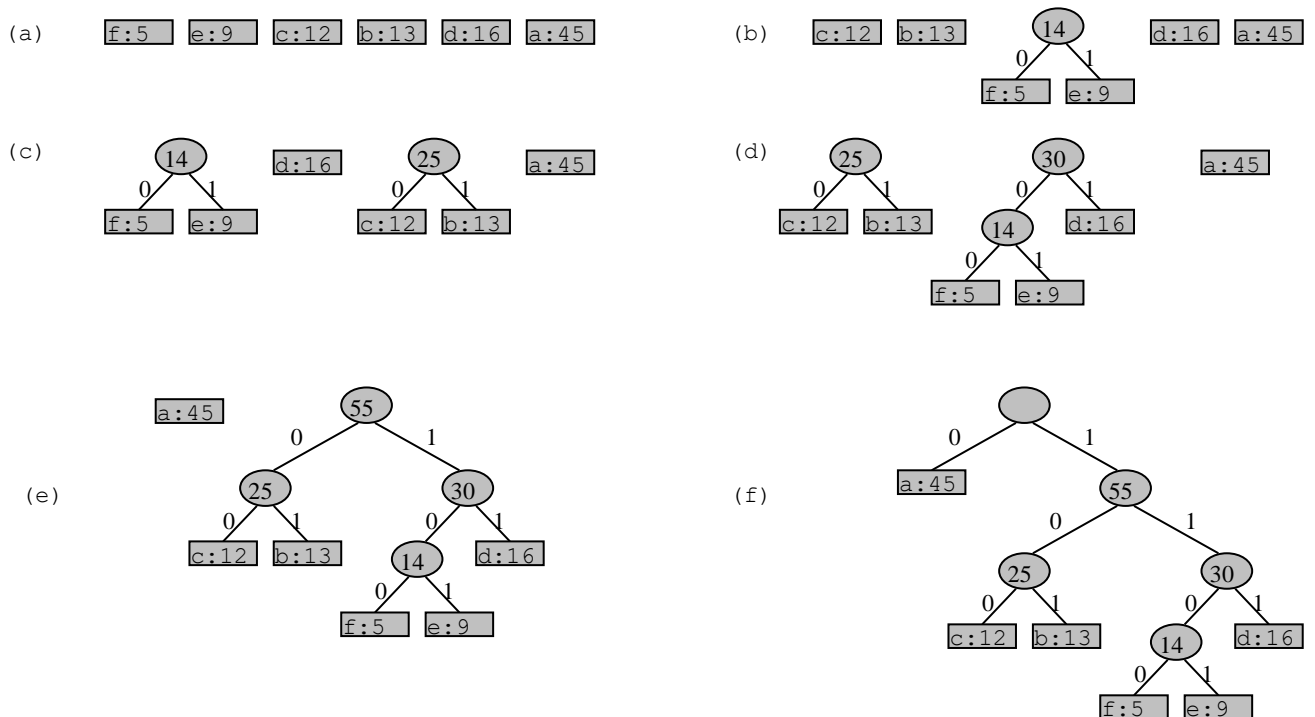 (a) f:5 e:9 c:12 b:13 d:16 a:45
(b) c:12 b:13 14 d:16 a:45
0 1
f:5 e:9
(c) 14 d:16 25 a:45
0 1 0 1
f:5 e:9 c:12 b:13
(d) 25 30 a:45
0 1 0 1
c:12 b:13 14 d:16
0 1
f:5 e:9
a:45 55
0 1
(e) 25 30
0 1 0 1
c:12 b:13 14 d:16
0 1
f:5 e:9
0 1
(f) a:45 55
0 1
25 30
0 1 0 1
c:12 b:13 14 d:16
0 1
f:5 e:9